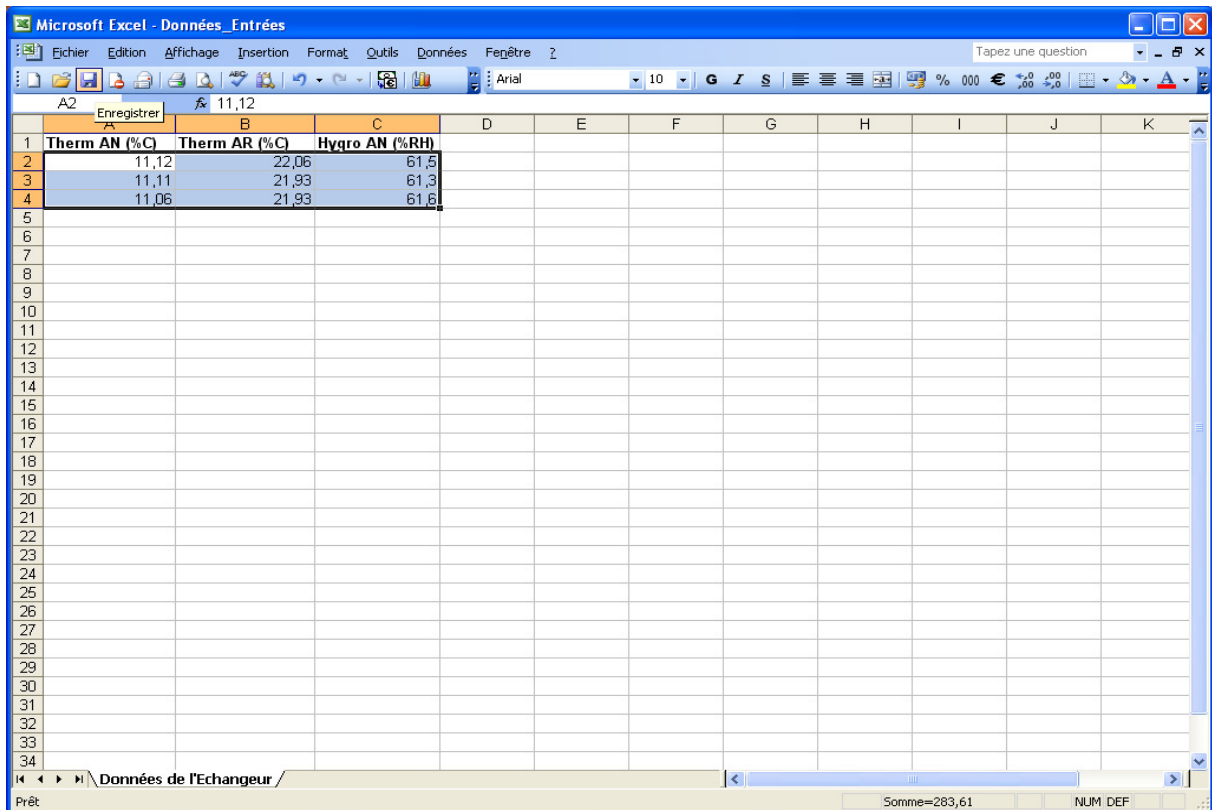 Microsoft Excel - Données_Entrées
Fichier Edition Affichage Insertion Format Outils Données Fenêtre ? Tapez une question
Arial 10 G I S % 000 €
A2 fx 11,12
Enregistrer
A B C D E F G H I J K
1 Therm AN (%C) Therm AR (%C) Hygro AN (%RH)
2 11,12 22,06 61,5
3 11,11 21,93 61,3
4 11,06 21,93 61,6
5
6
7
8
9
10
11
12
13
14
15
16
17
18
19
20
21
22
23
24
25
26
27
28
29
30
31
32
33
34
Données de l'Echangeur
Prêt Somme=283,61 NUM DEF